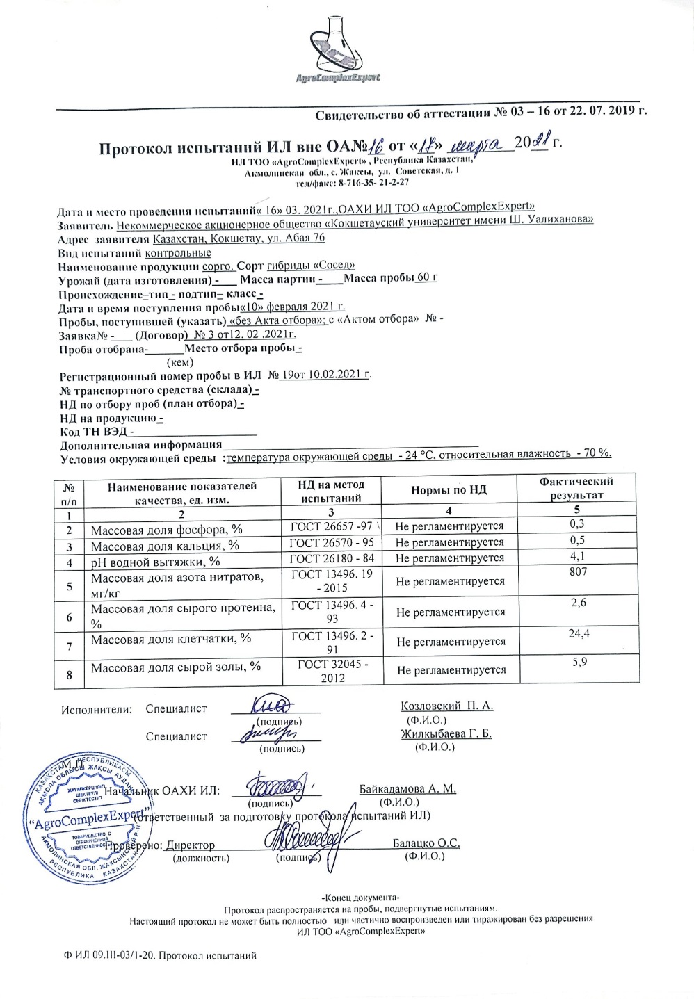 AgroComplexExpert
Свидетельство об аттестации № 03 – 16 от 22. 07. 2019 г.
Протокол испытаний ИЛ вне ОА№16 от «17» марта 2021 г.
ИЛ ТОО «AgroComplexExpert» , Республика Казахстан,
Акмолинская обл., с. Жаксы, ул. Советская, д. 1
тел/факс: 8-716-35- 21-2-27
Дата и место проведения испытаний« 16» 03. 2021г.,ОАХИ ИЛ ТОО «AgroComplexExpert»
Заявитель Некоммерческое акционерное общество «Кокшетауский университет имени Ш. Уалиханова»
Адрес заявителя Казахстан, Кокшетау, ул. Абая 76
Вид испытаний контрольные
Наименование продукции сорго. Сорт гибриды «Сосед»
Урожай (дата изготовления) -___ Масса партии -____Масса пробы 60 г
Происхождение–тип - подтип– класс -
Дата и время поступления пробы«10» февраля 2021 г.
Пробы, поступившей (указать) «без Акта отбора»; с «Актом отбора» № -
Заявка№ -____ (Договор) № 3 от12. 02 .2021г.
Проба отобрана-_______Место отбора пробы -
(кем)
Регистрационный номер пробы в ИЛ № 19от 10.02.2021 г.
№ транспортного средства (склада) -
НД по отбору проб (план отбора) -
НД на продукцию -
Код ТН ВЭД -______________________
Дополнительная информация______________________________________________
Условия окружающей среды :температура окружающей среды - 24 °С, относительная влажность - 70 %.
№ п/п Наименование показателей качества, ед. изм. НД на метод испытаний Нормы по НД Фактический результат
1 2 3 4 5
2 Массовая доля фосфора, % ГОСТ 26657 -97 \ Не регламентируется 0,3
3 Массовая доля кальция, % ГОСТ 26570 - 95 Не регламентируется 0,5
4 рН водной вытяжки, % ГОСТ 26180 - 84 Не регламентируется 4,1
5 Массовая доля азота нитратов, мг/кг ГОСТ 13496. 19 - 2015 Не регламентируется 807
6 Массовая доля сырого протеина, % ГОСТ 13496. 4 - 93 Не регламентируется 2,6
7 Массовая доля клетчатки, % ГОСТ 13496. 2 - 91 Не регламентируется 24,4
8 Массовая доля сырой золы, % ГОСТ 32045 - 2012 Не регламентируется 5,9
Исполнители: Специалист Козловский П. А.
(подпись) (Ф.И.О.)
Специалист Жилкыбаева Г. Б.
(подпись) (Ф.И.О.)
М.П
Начальник ОАХИ ИЛ: Байкадамова А. М.
(подпись) (Ф.И.О.)
(ответственный за подготовку протокола испытаний ИЛ)
Проверено: Директор Балацко О.С.
(должность) (подпись) (Ф.И.О.)
ҚАЗАҚСТАН РЕСПУБЛИКАСЫ
АҚМОЛА ОБЛЫСЫ ЖАҚСЫ АУДАНЫ
ЖАУАПКЕРШІЛІГІ
ШЕКТЕУЛІ
СЕРІКТЕСТІГІ
"AgroComplexExpert"
ТОВАРИЩЕСТВО С
ОГРАНИЧЕННОЙ
ОТВЕТСТВЕННОСТЬЮ
АКМОЛИНСКАЯ ОБЛ. ЖАКСЫНСКИЙ Р-Н
РЕСПУБЛИКА КАЗАХСТАН
-Конец документа-
Протокол распространяется на пробы, подвергнутые испытаниям.
Настоящий протокол не может быть полностью или частично воспроизведен или тиражирован без разрешения
ИЛ ТОО «AgroComplexExpert»
Ф ИЛ 09.III-03/1-20. Протокол испытаний